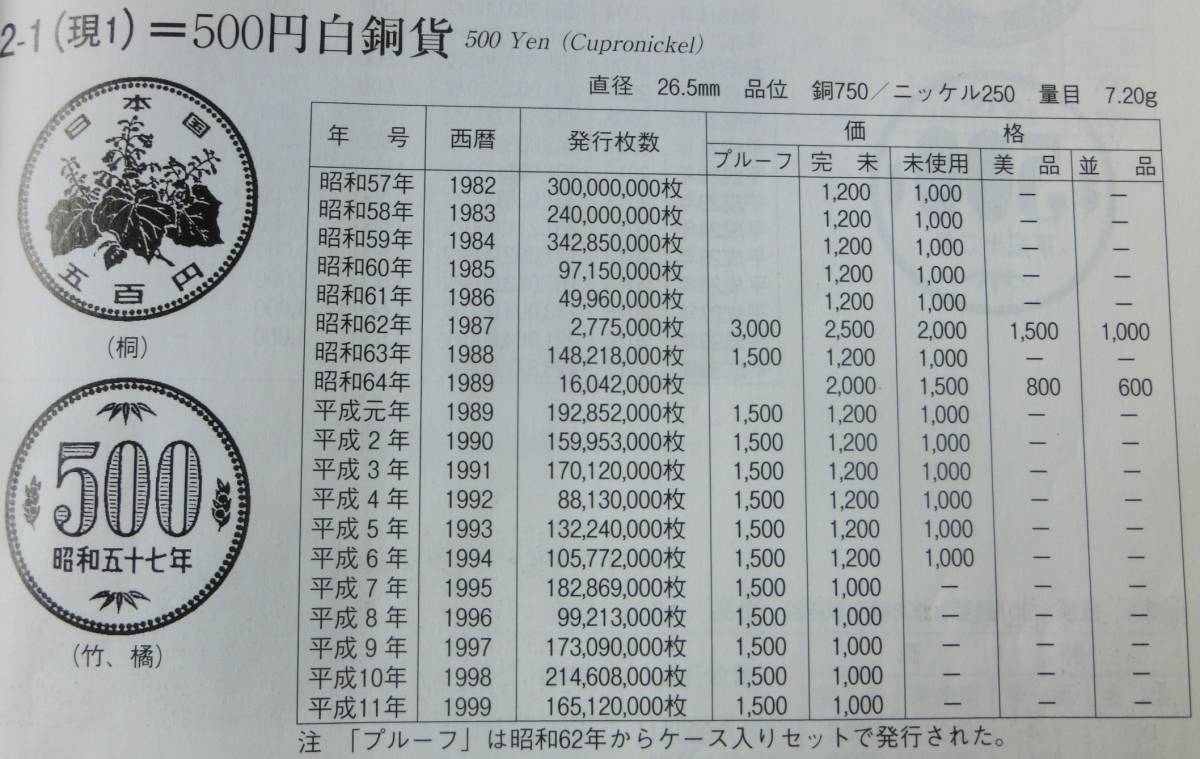 2-1(現1)＝500円白銅貨 500 Yen (Cupronickel)
直径 26.5mm 品位 銅750／ニッケル250 量目 7.20g
日本国
五百円
(桐)
500
昭和五十七年
(竹、橘)
年号 西暦 発行枚数 価格
プルーフ 完未 未使用 美品 並品
昭和57年 1982 300,000,000枚 1,200 1,000 — —
昭和58年 1983 240,000,000枚 1,200 1,000 — —
昭和59年 1984 342,850,000枚 1,200 1,000 — —
昭和60年 1985 97,150,000枚 1,200 1,000 — —
昭和61年 1986 49,960,000枚 1,200 1,000 — —
昭和62年 1987 2,775,000枚 3,000 2,500 2,000 1,500 1,000
昭和63年 1988 148,218,000枚 1,500 1,200 1,000 — —
昭和64年 1989 16,042,000枚 2,000 1,500 800 600
平成元年 1989 192,852,000枚 1,500 1,200 1,000 — —
平成2年 1990 159,953,000枚 1,500 1,200 1,000 — —
平成3年 1991 170,120,000枚 1,500 1,200 1,000 — —
平成4年 1992 88,130,000枚 1,500 1,200 1,000 — —
平成5年 1993 132,240,000枚 1,500 1,200 1,000 — —
平成6年 1994 105,772,000枚 1,500 1,200 1,000 — —
平成7年 1995 182,869,000枚 1,500 1,000 — — —
平成8年 1996 99,213,000枚 1,500 1,000 — — —
平成9年 1997 173,090,000枚 1,500 1,000 — — —
平成10年 1998 214,608,000枚 1,500 1,000 — — —
平成11年 1999 165,120,000枚 1,500 1,000 — — —
注 「プルーフ」は昭和62年からケース入りセットで発行された。